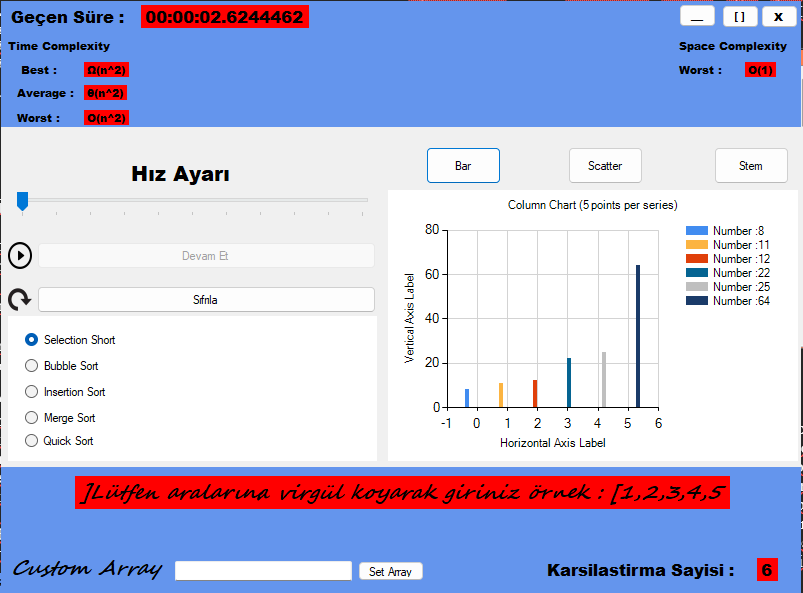 Geçen Süre : 00:00:02.6244462
__ [ ] X
Time Complexity
Space Complexity
Best : Ω(n^2)
Worst : O(1)
Average : θ(n^2)
Worst : O(n^2)
Hız Ayarı
Bar Scatter Stem
Devam Et
Sıfırla
Selection Short
Bubble Sort
Insertion Sort
Merge Sort
Quick Sort
Column Chart (5 points per series)
Vertical Axis Label
80
60
40
20
0
-1 0 1 2 3 4 5 6
Horizontal Axis Label
Number :8
Number :11
Number :12
Number :22
Number :25
Number :64
]Lütfen aralarına virgül koyarak giriniz örnek : [1,2,3,4,5
Custom Array Set Array
Karsilastirma Sayisi : 6